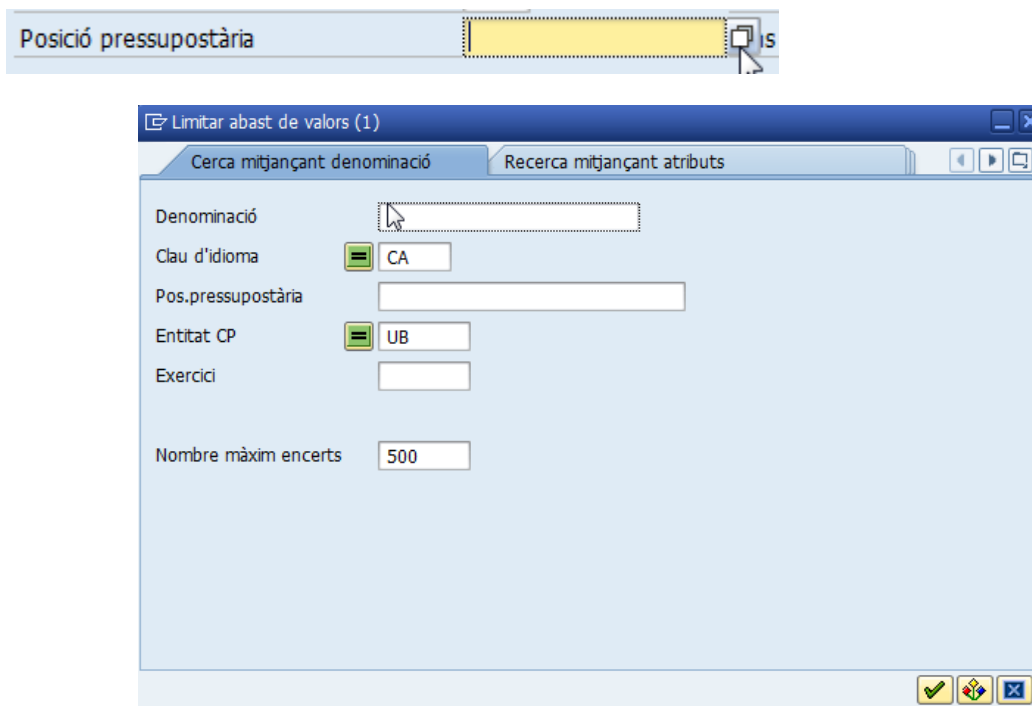 Posició pressupostària
Limitar abast de valors (1)
Cerca mitjançant denominació Recerca mitjançant atributs
Denominació
Clau d'idioma CA
Pos.pressupostària
Entitat CP UB
Exercici
Nombre màxim encerts 500